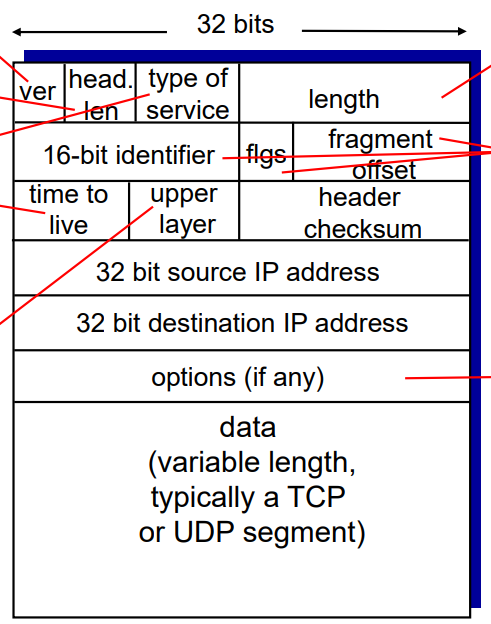 32 bits
ver
head.
len
type of
service
length
16-bit identifier
flgs
fragment
offset
time to
live
upper
layer
header
checksum
32 bit source IP address
32 bit destination IP address
options (if any)
data
(variable length,
typically a TCP
or UDP segment)